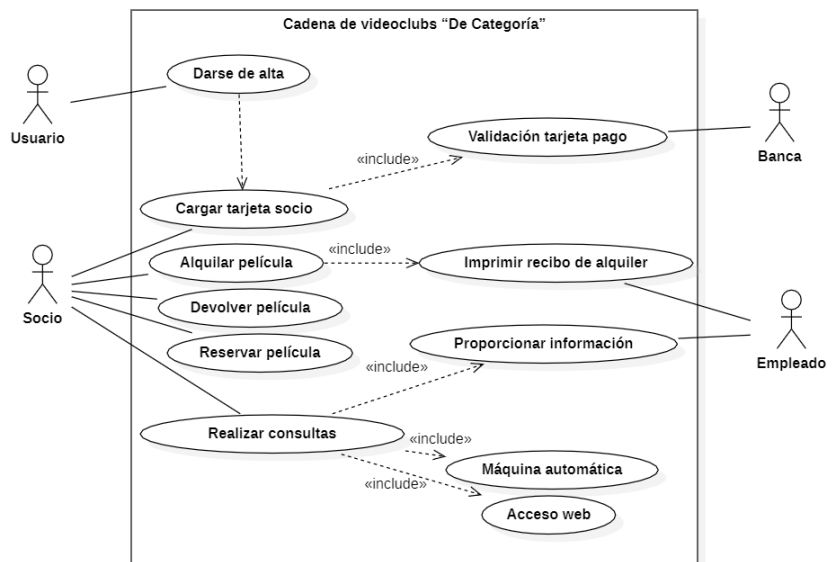 Cadena de videoclubs “De Categoría”
Darse de alta
Usuario
Validación tarjeta pago
Banca
«include»
Cargar tarjeta socio
Alquilar película
«include»
Imprimir recibo de alquiler
Devolver película
Socio
Reservar película
Proporcionar información
Empleado
«include»
Realizar consultas
«include»
Máquina automática
«include»
Acceso web